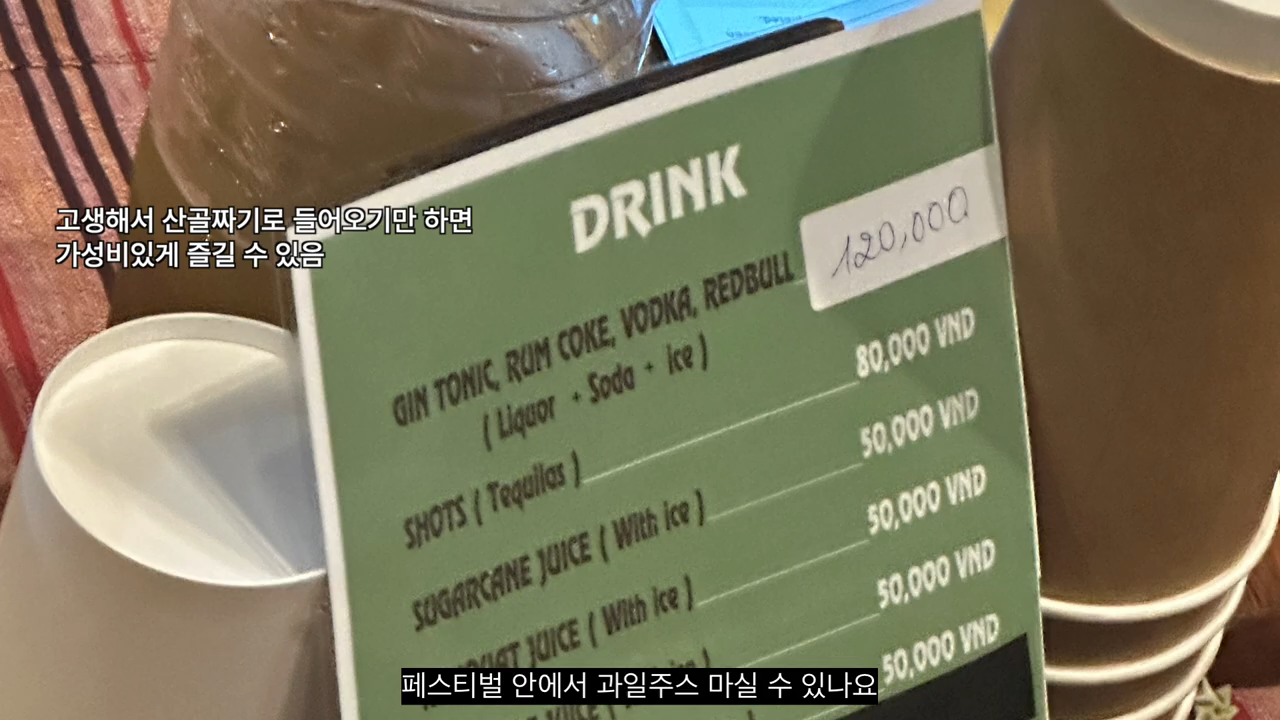 고생해서 산골짜기로 들어오기만 하면
가성비있게 즐길 수 있음
DRINK
GIN TONIC, RUM COKE, VODKA, REDBULL 120,000
( Liquor + Soda + ice )
SHOTS ( Tequilas ) 80,000 VND
SUGARCANE JUICE ( With ice ) 50,000 VND
JUICE ( With ice ) 50,000 VND
50,000 VND
50,000 VND
페스티벌 안에서 과일주스 마실 수 있나요